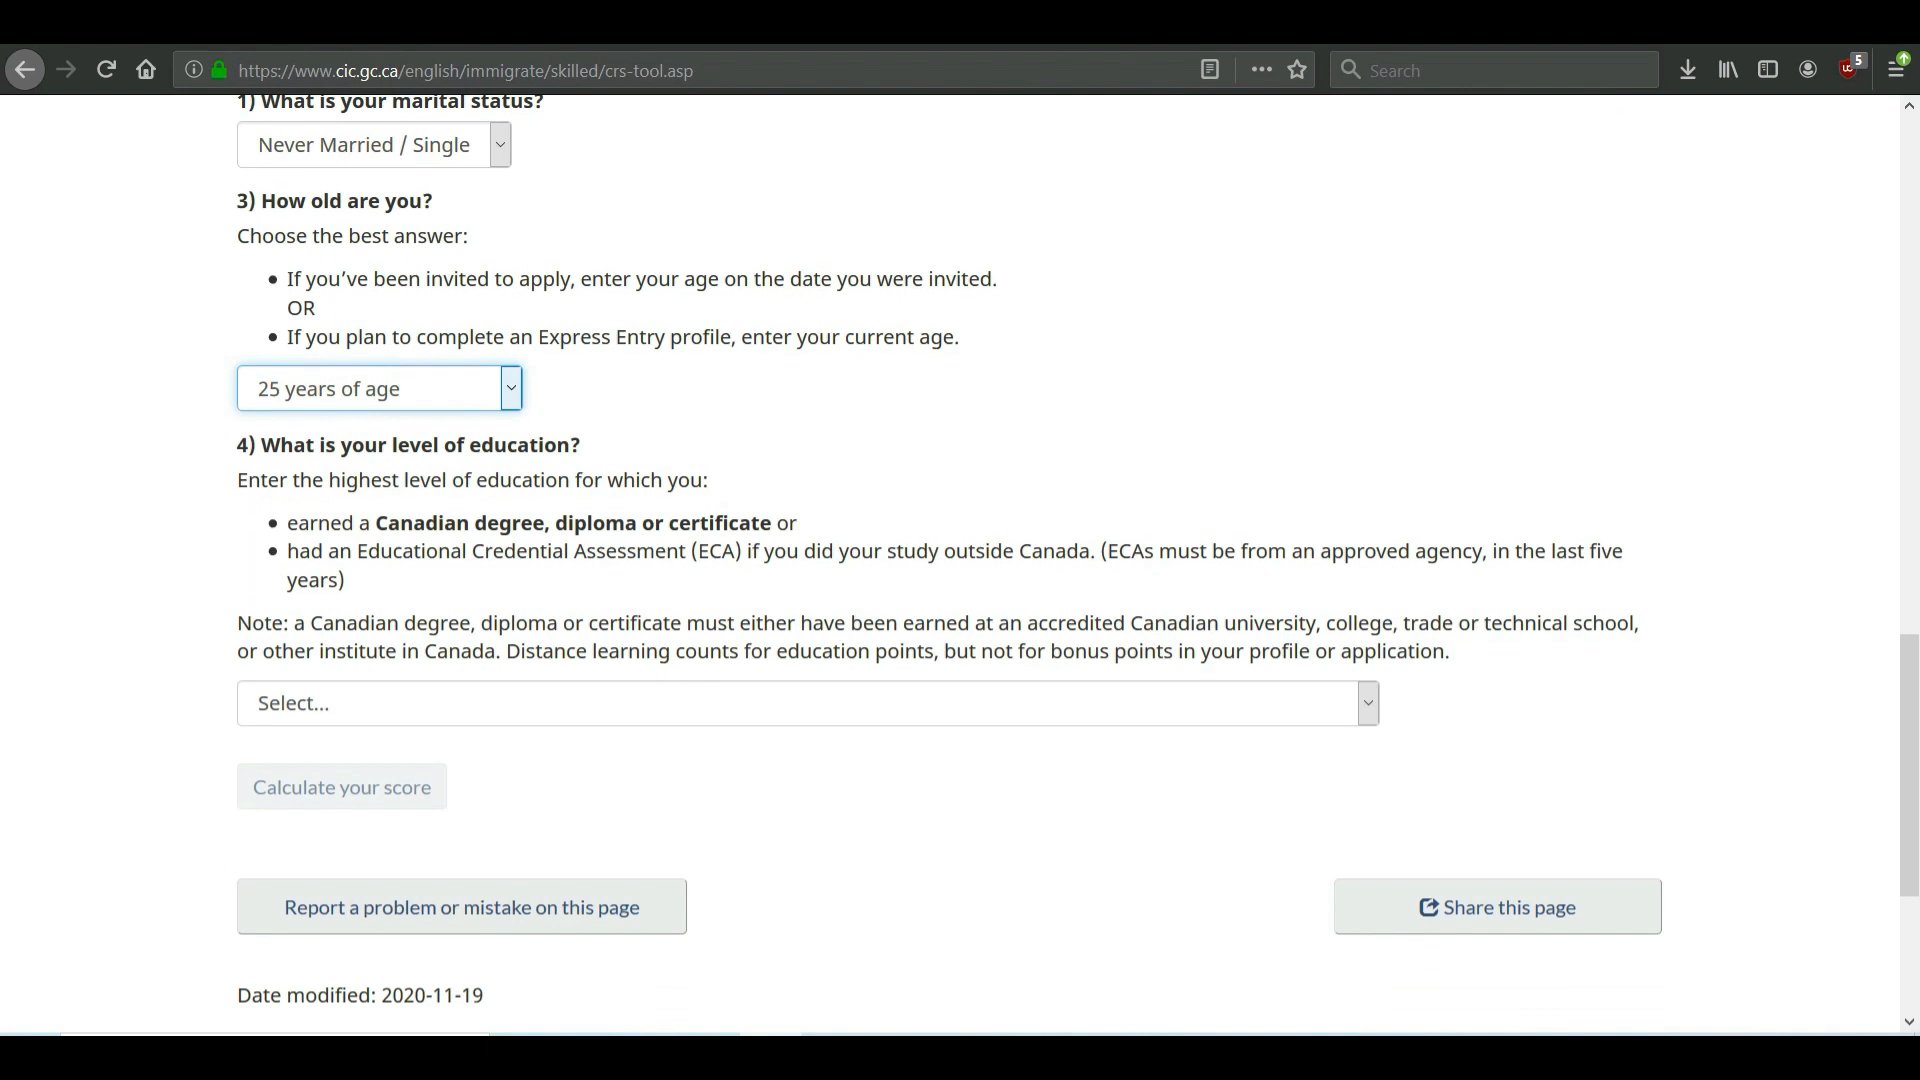 https://www.cic.gc.ca/english/immigrate/skilled/crs-tool.asp
Search
5
1) What is your marital status?
Never Married / Single
3) How old are you?
Choose the best answer:
If you’ve been invited to apply, enter your age on the date you were invited.
OR
If you plan to complete an Express Entry profile, enter your current age.
25 years of age
4) What is your level of education?
Enter the highest level of education for which you:
earned a Canadian degree, diploma or certificate or
had an Educational Credential Assessment (ECA) if you did your study outside Canada. (ECAs must be from an approved agency, in the last five
years)
Note: a Canadian degree, diploma or certificate must either have been earned at an accredited Canadian university, college, trade or technical school,
or other institute in Canada. Distance learning counts for education points, but not for bonus points in your profile or application.
Select...
Calculate your score
Report a problem or mistake on this page
Share this page
Date modified: 2020-11-19